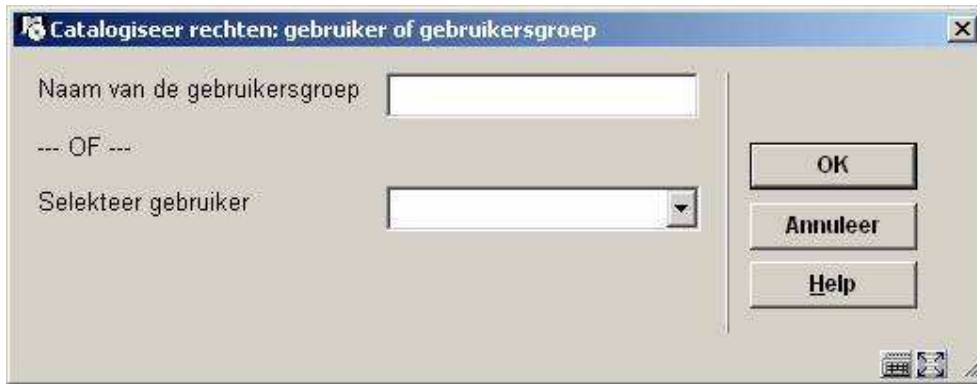 Catalogiseer rechten: gebruiker of gebruikersgroep
Naam van de gebruikersgroep
--- OF ---
Selekteer gebruiker
OK
Annuleer
Help